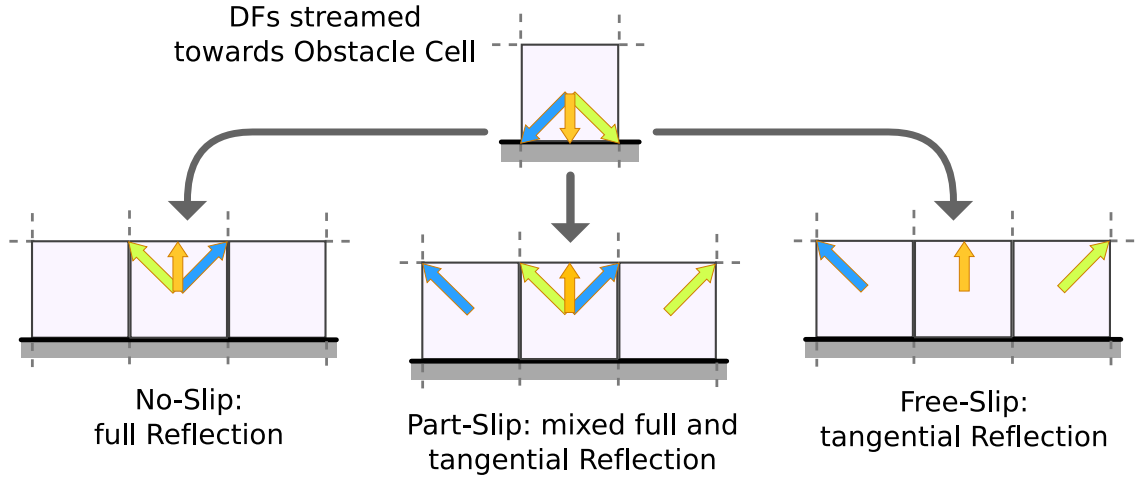 DFs streamed
towards Obstacle Cell
No-Slip:
full Reflection
Part-Slip: mixed full and
tangential Reflection
Free-Slip:
tangential Reflection